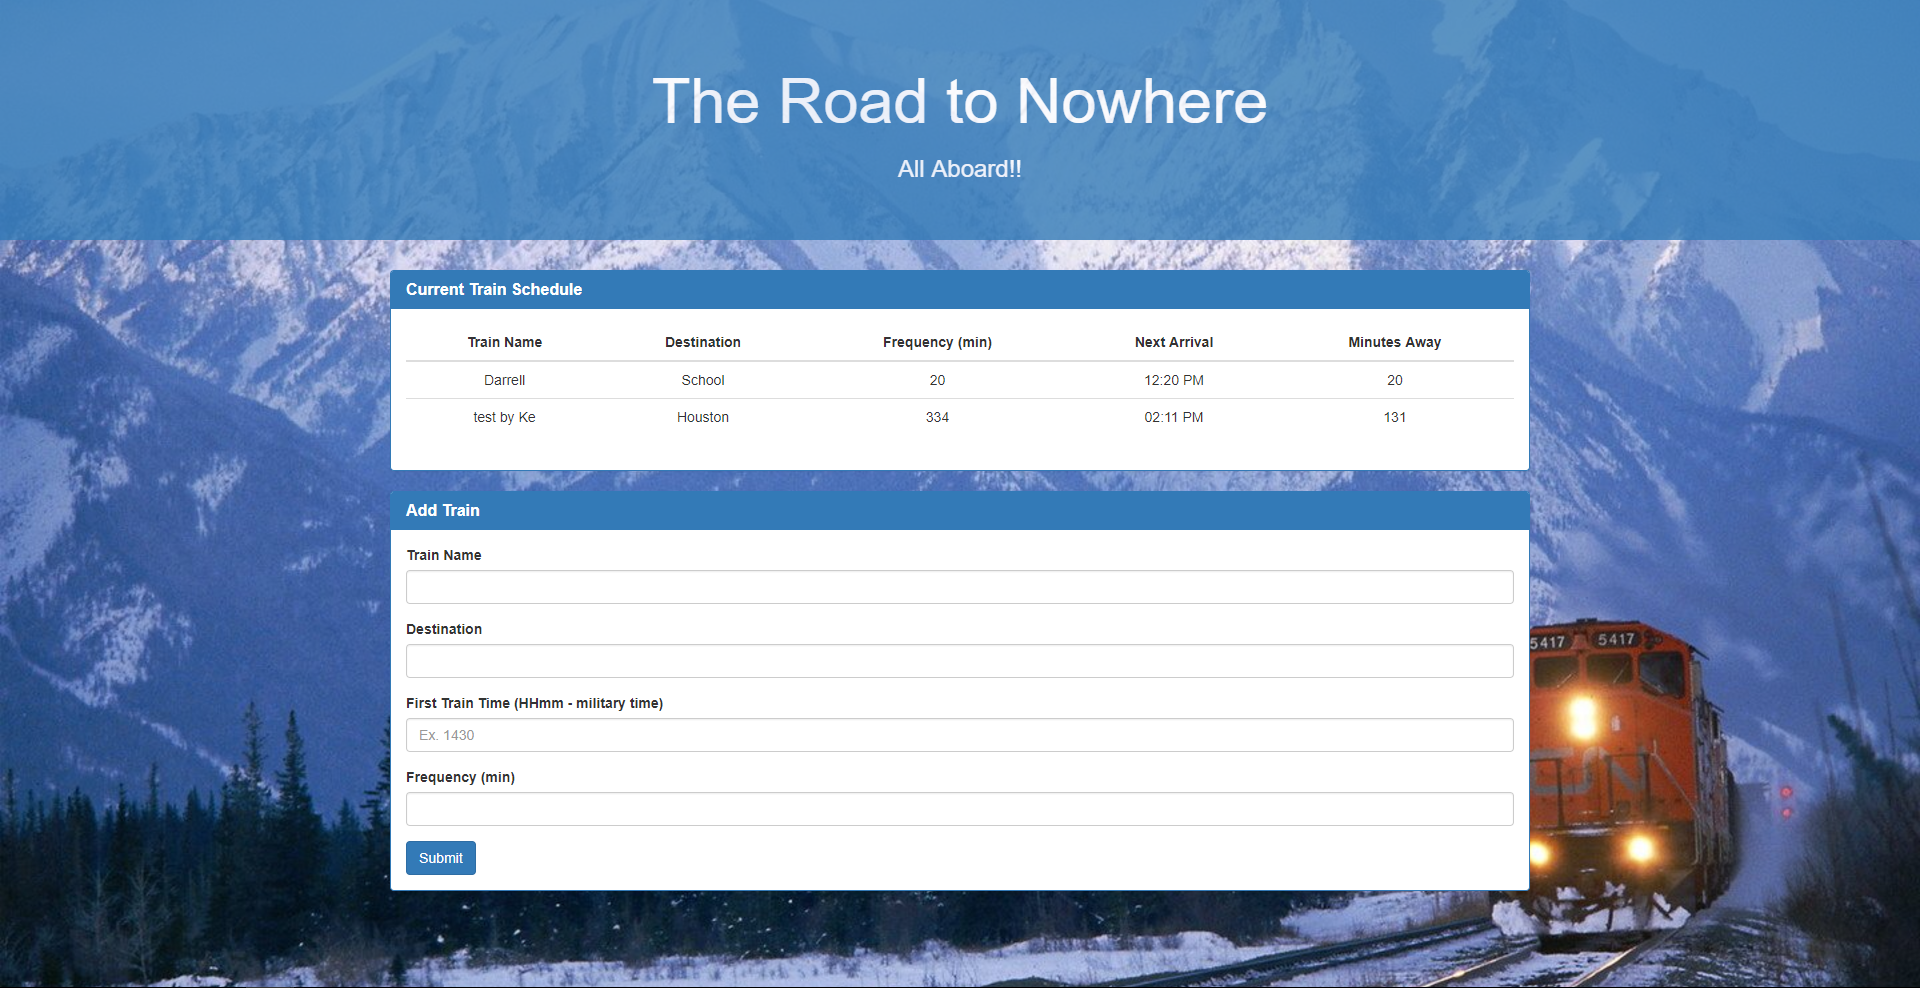 The Road to Nowhere
All Aboard!!
Current Train Schedule
Train Name Destination Frequency (min) Next Arrival Minutes Away
Darrell School 20 12:20 PM 20
test by Ke Houston 334 02:11 PM 131
Add Train
Train Name
Destination
First Train Time (HHmm - military time)
Ex. 1430
5417 5417
Frequency (min)
CN
Submit